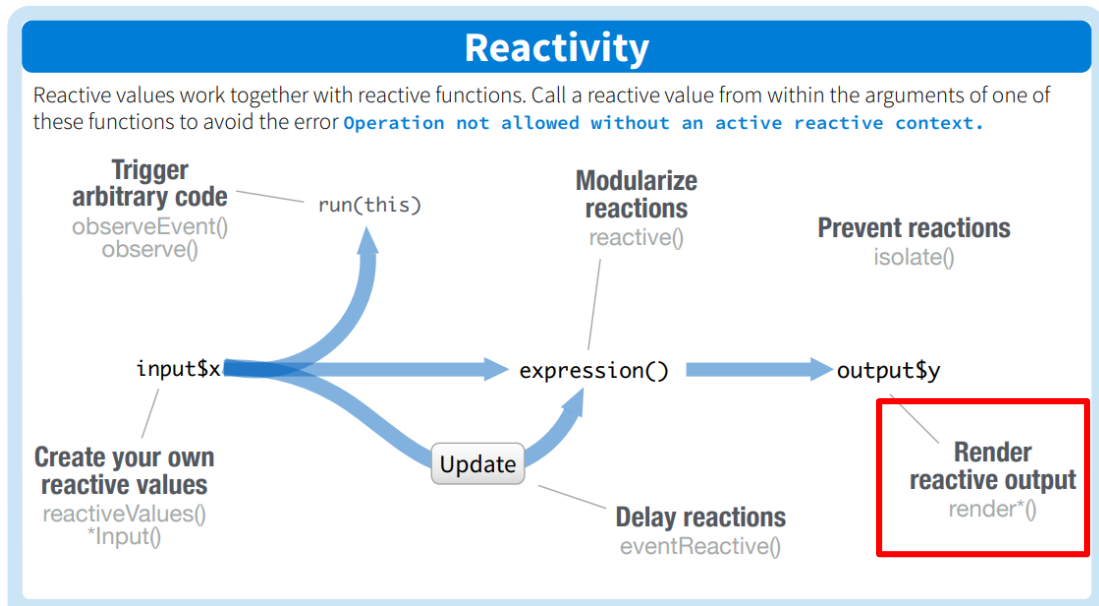 Reactivity
Reactive values work together with reactive functions. Call a reactive value from within the arguments of one of
these functions to avoid the error Operation not allowed without an active reactive context.
Trigger
arbitrary code
observeEvent()
observe()
run(this)
Modularize
reactions
reactive()
Prevent reactions
isolate()
input$x
expression()
output$y
Create your own
reactive values
reactiveValues()
*Input()
Update
Delay reactions
eventReactive()
Render
reactive output
render*()